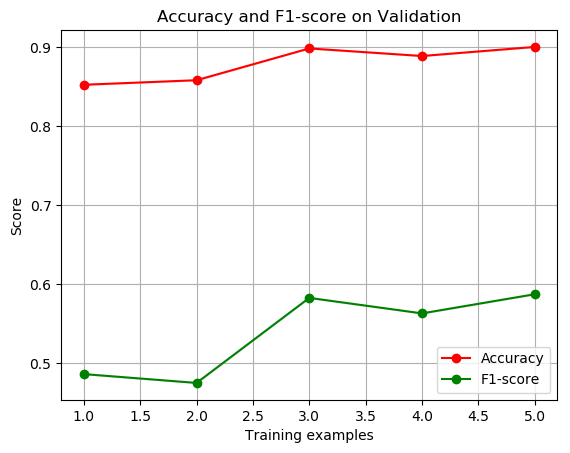 Accuracy and F1-score on Validation
0.9
0.8
0.7
0.6
0.5
Score
Accuracy
F1-score
1.0 1.5 2.0 2.5 3.0 3.5 4.0 4.5 5.0
Training examples